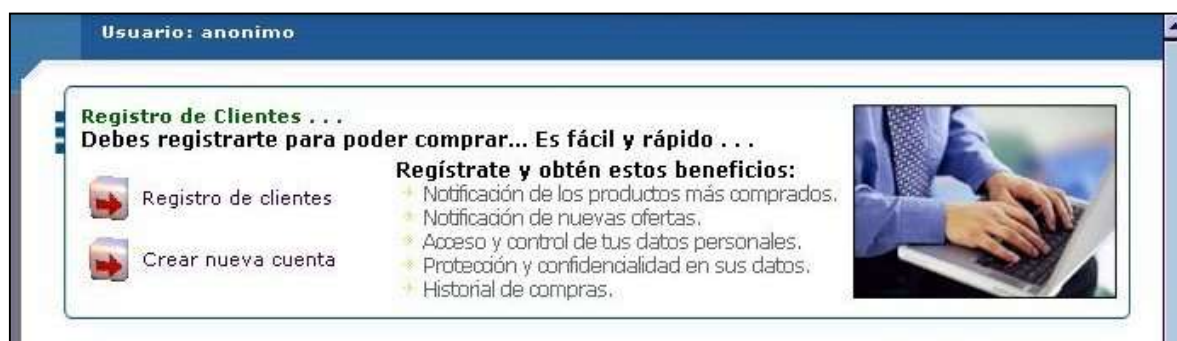 Usuario: anonimo
Registro de Clientes . . .
Debes registrarte para poder comprar... Es fácil y rápido . . .
Registro de clientes
Crear nueva cuenta
Regístrate y obtén estos beneficios:
Notificación de los productos más comprados.
Notificación de nuevas ofertas.
Acceso y control de tus datos personales.
Protección y confidencialidad en sus datos.
Historial de compras.